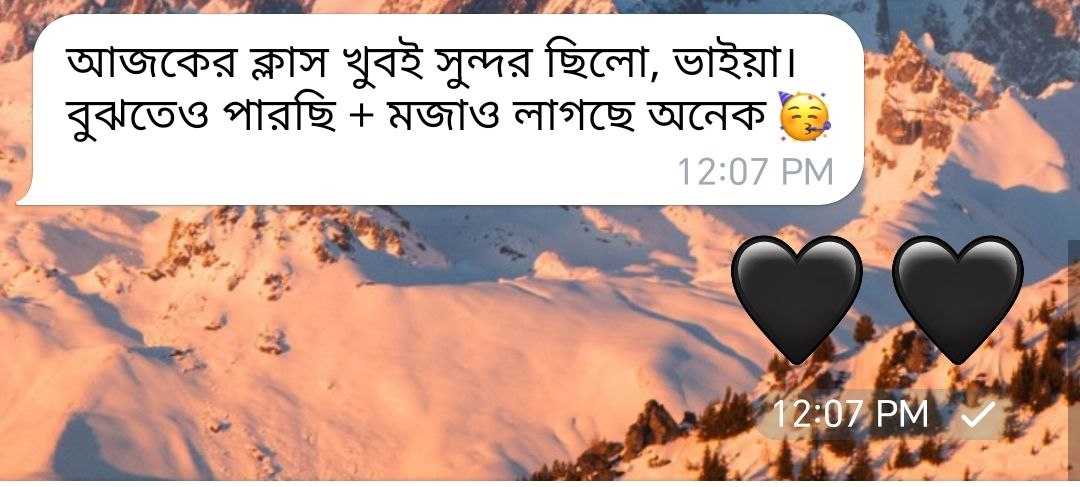 আজকের ক্লাস খুবই সুন্দর ছিলো, ভাইয়া।
বুঝতেও পারছি + মজাও লাগছে অনেক 🥳
12:07 PM
🖤 🖤
12:07 PM